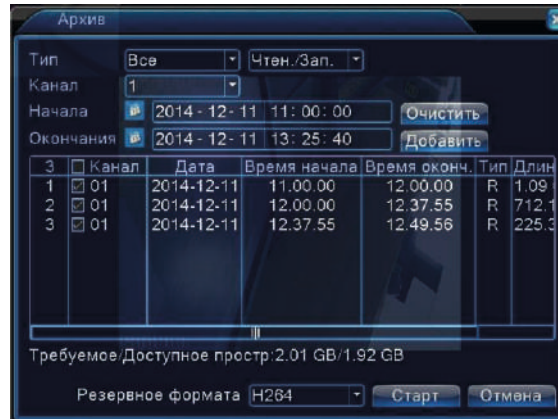 Архив
Тип Все Чтен./Зап.
Канал 1
Начала 2014-12-11 11:00:00 Очистить
Окончания 2014-12-11 13:25:40 Добавить
3 Канал Дата Время начала Время оконч. Тип Длин
1 01 2014-12-11 11.00.00 12.00.00 R 1.09
2 01 2014-12-11 12.00.00 12.37.55 R 712.1
3 01 2014-12-11 12.37.55 12.49.56 R 225.3
Требуемое/Доступное простр:2.01 GB/1.92 GB
Резервное формата H264 Старт Отмена